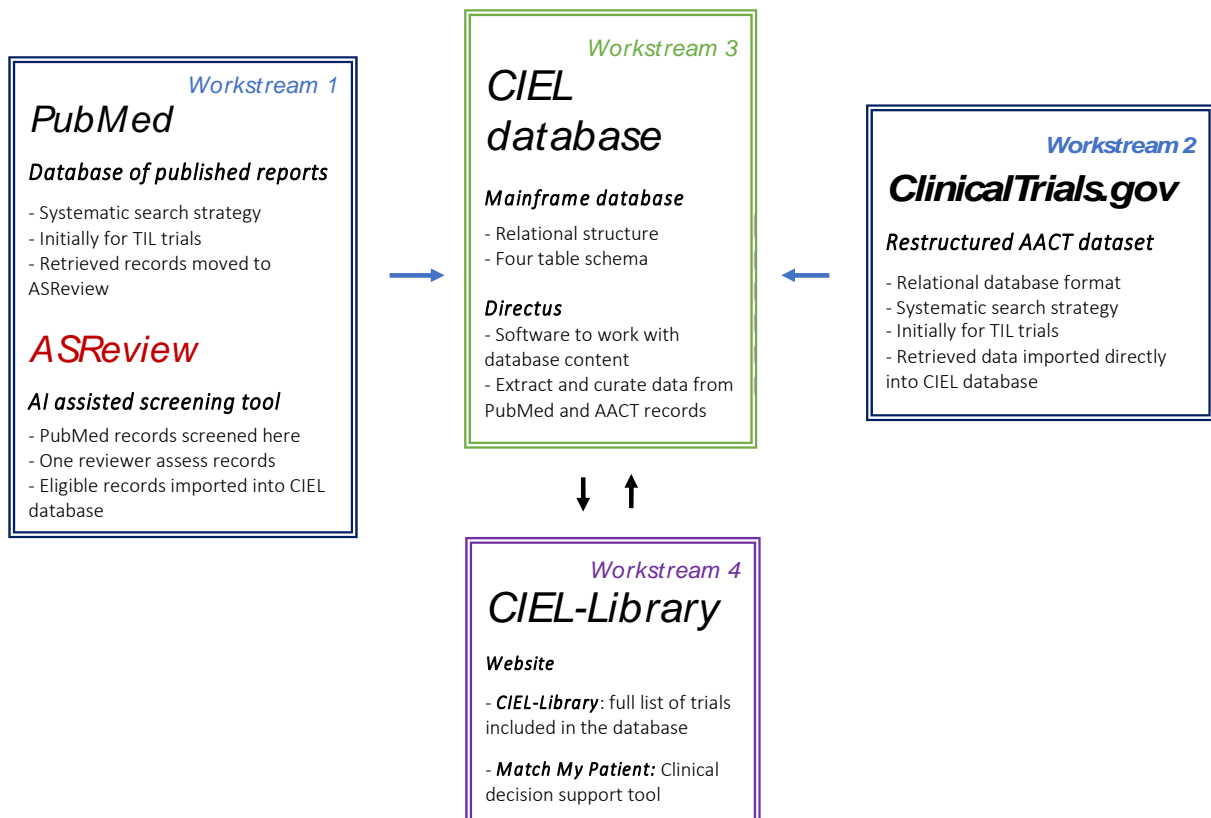 Workstream 1
PubMed
Database of published reports
- Systematic search strategy
- Initially for TIL trials
- Retrieved records moved to
ASReview
ASReview
AI assisted screening tool
- PubMed records screened here
- One reviewer assess records
- Eligible records imported into CIEL
database
Workstream 3
CIEL
database
Mainframe database
- Relational structure
- Four table schema
Directus
- Software to work with
database content
- Extract and curate data from
PubMed and AACT records
Workstream 2
ClinicalTrials.gov
Restructured AACT dataset
- Relational database format
- Systematic search strategy
- Initially for TIL trials
- Retrieved data imported directly
into CIEL database
Workstream 4
CIEL-Library
Website
- CIEL-Library: full list of trials
included in the database
- Match My Patient: Clinical
decision support tool